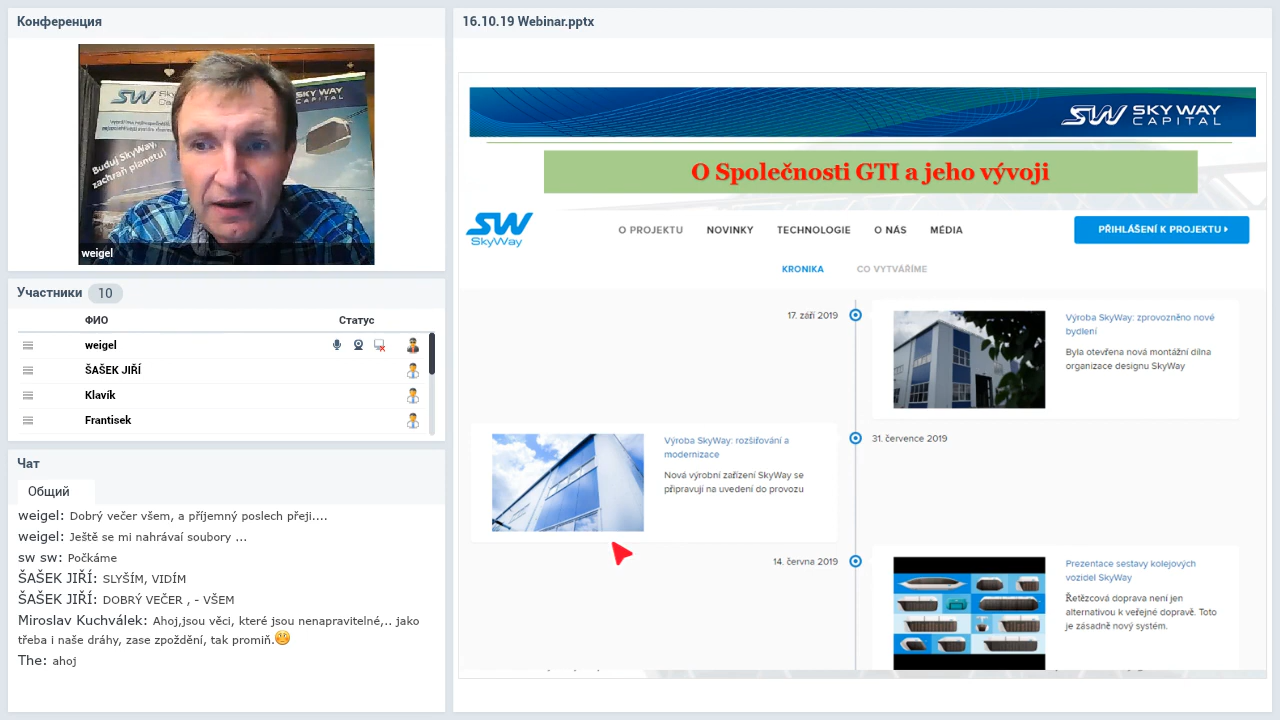 Конференция
SW Sky
SKY WAY
CAPITAL
Buduj SkyWay,
zachraň planetu!
weigel
Участники 10
ФИО Статус
weigel
ŠAŠEK JIŘÍ
Klavík
Frantisek
Чат
Общий
weigel: Dobrý večer všem, a příjemný poslech přeji....
weigel: Ještě se mi nahrávaí soubory ...
sw sw: Počkáme
ŠAŠEK JIŘÍ: SLYŠÍM, VIDÍM
ŠAŠEK JIŘÍ: DOBRÝ VEČER , - VŠEM
Miroslav Kuchválek: Ahoj,jsou věci, které jsou nenapravitelné,.. jako
třeba i naše dráhy, zase zpoždění, tak promiň.
The: ahoj
16.10.19 Webinar.pptx
SW SKY WAY
CAPITAL
O Společnosti GTI a jeho vývoji
SW
SkyWay
O PROJEKTU NOVINKY TECHNOLOGIE O NÁS MÉDIA
PŘIHLÁŠENÍ K PROJEKTU
KRONIKA CO VYTVÁŘÍME
17. září 2019
Výroba SkyWay: zprovozněno nové
bydlení
Byla otevřena nová montážní dílna
organizace designu SkyWay
31. července 2019
Výroba SkyWay: rozšiřování a
modernizace
Nová výrobní zařízení SkyWay se
připravují na uvedení do provozu
14. června 2019
Prezentace sestavy kolejových
vozidel SkyWay
Řetězcová doprava není jen
alternativou k veřejné dopravě. Toto
je zásadně nový systém.